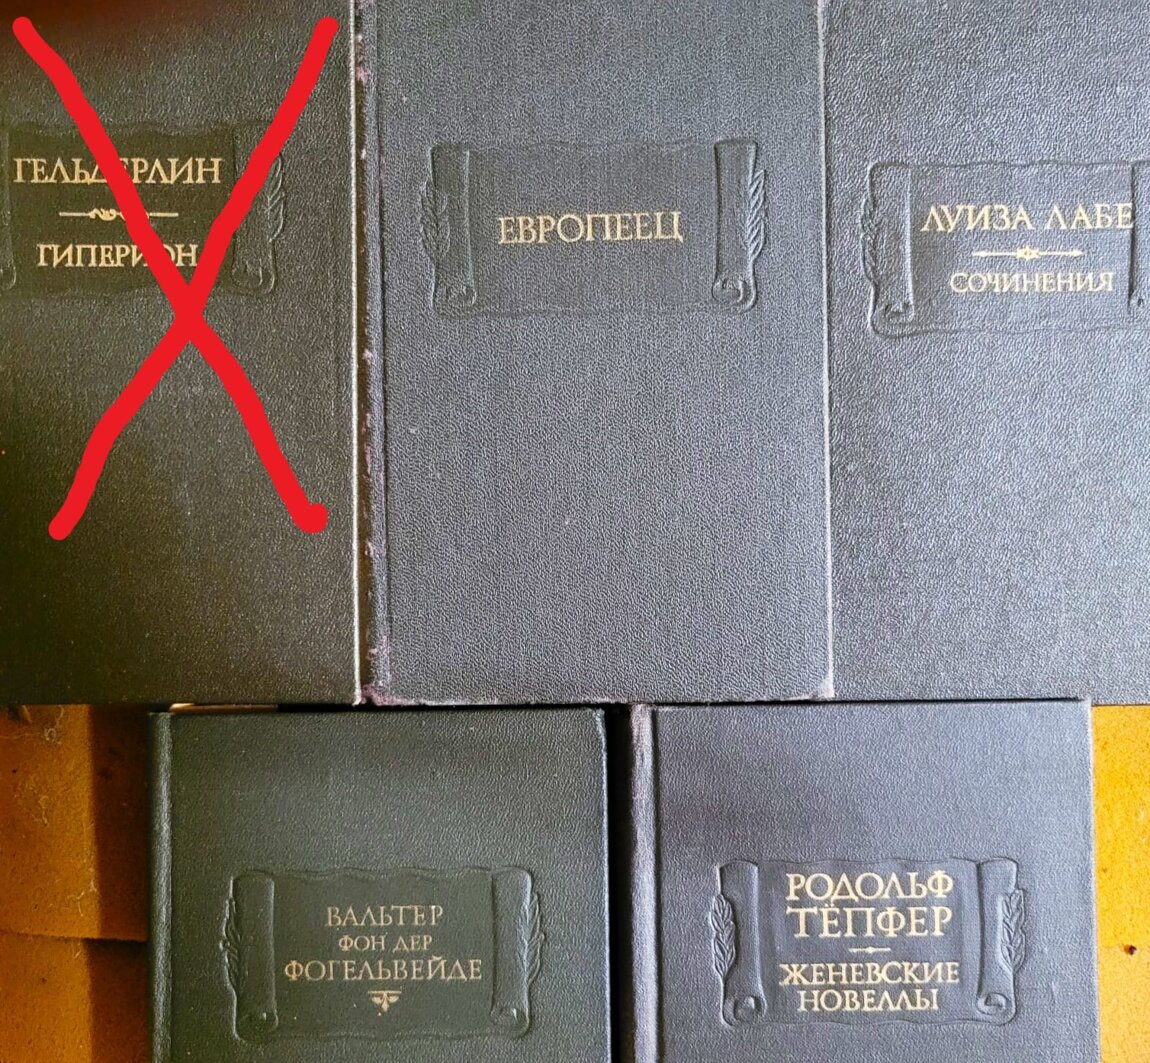 ГЕЛЬДЕРЛИН
ГИПЕРИОН
ЕВРОПЕЕЦ
ЛУИЗА ЛАБЕ
СОЧИНЕНИЯ
ВАЛЬТЕР
ФОН ДЕР
ФОГЕЛЬВЕЙДЕ
РОДОЛЬФ
ТЁПФЕР
ЖЕНЕВСКИЕ
НОВЕЛЛЫ